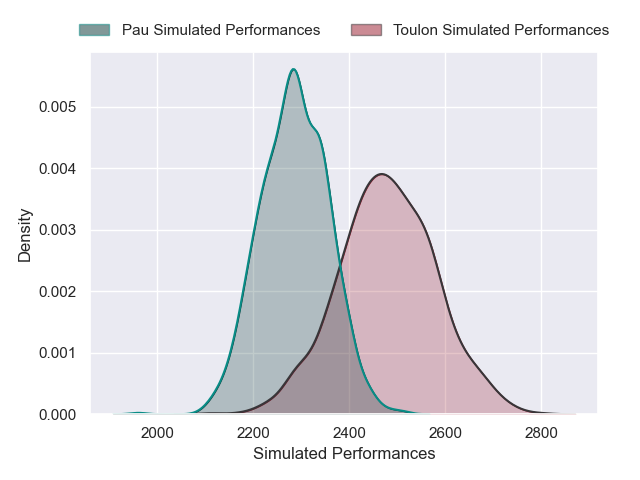 Pau Simulated Performances Toulon Simulated Performances
0.005
0.004
0.003
0.002
0.001
0.000
Density
2000 2200 2400 2600 2800
Simulated Performances